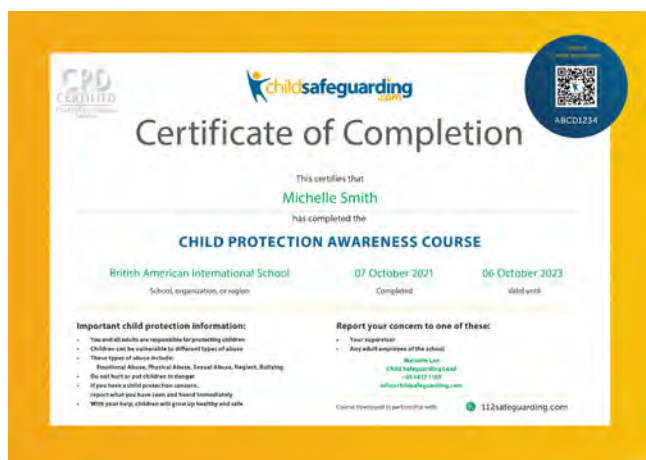 CPD
CERTIFIED
childsafeguarding
.com
ABCD1234
Certificate of Completion
This certifies that
Michelle Smith
has completed the
CHILD PROTECTION AWARENESS COURSE
British American International School
07 October 2021
06 October 2023
School, organization, or region
Completed
Valid until
Important child protection information:
You and all adults are responsible for protecting children
Children can be vulnerable to different types of abuse
These types of abuse include:
Emotional Abuse, Physical Abuse, Sexual Abuse, Neglect, Bullying
Do not hurt or put children in danger
If you have a child protection concern,
report what you have seen and heard immediately
With your help, children will grow up healthy and safe
Report your concern to one of these:
Your supervisor
Any adult employee of the school
Child Safeguarding Lead
Course developed in partnership with:
112safeguarding.com